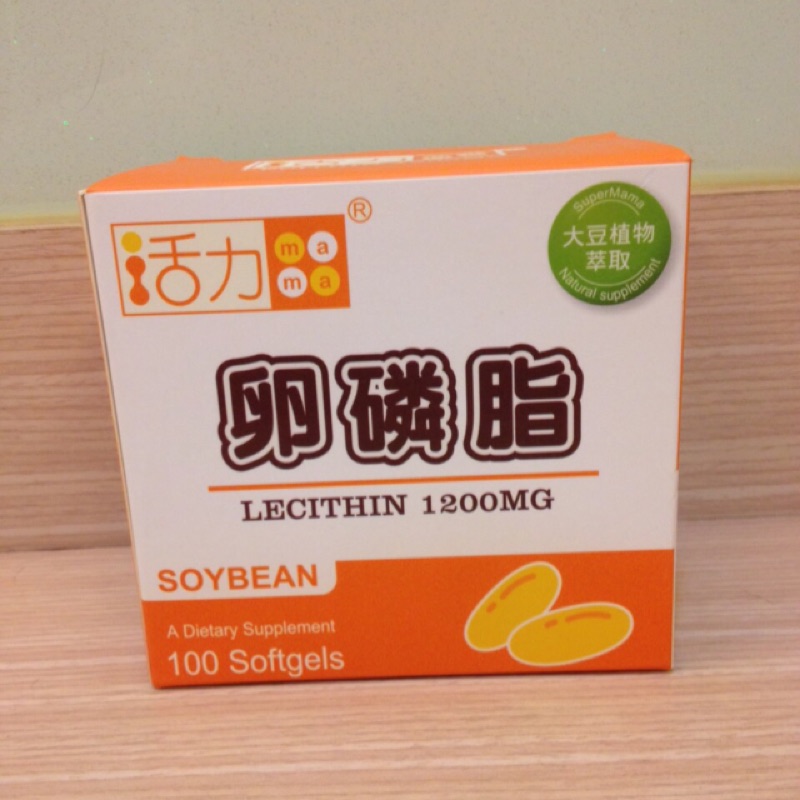 活力
ma
ma
®
SuperMama
大豆植物
萃取
Natural supplement
卵磷脂
LECITHIN 1200MG
SOYBEAN
A Dietary Supplement
100 Softgels